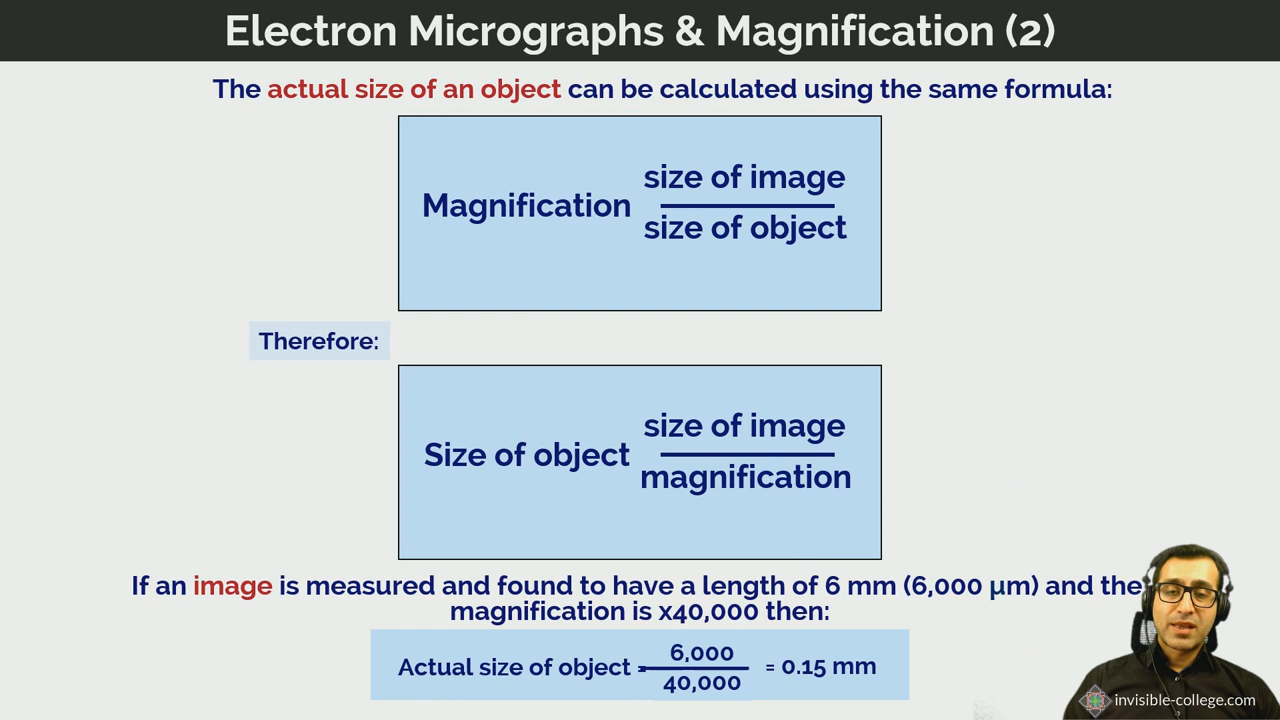 Electron Micrographs & Magnification (2)
The actual size of an object can be calculated using the same formula:
Magnification
size of image
size of object
Therefore:
Size of object
size of image
magnification
If an image is measured and found to have a length of 6 mm (6,000 µm) and the
magnification is x40,000 then:
Actual size of object =
6,000
40,000
= 0.15 mm
invisible-college.com